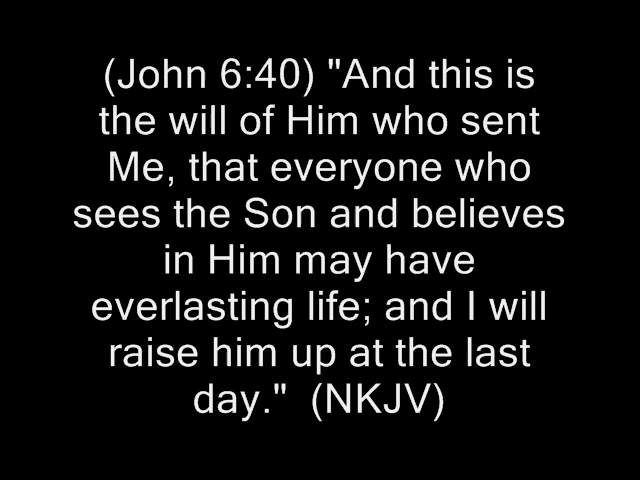 (John 6:40) "And this is
the will of Him who sent
Me, that everyone who
sees the Son and believes
in Him may have
everlasting life; and I will
raise him up at the last
day."  (NKJV)